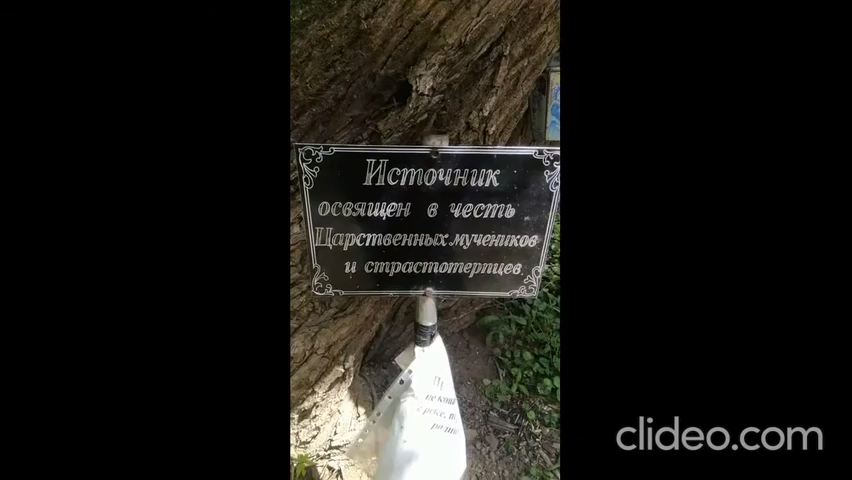 Источник
освящен в честь
Царственных мучеников
и страстотерпцев
clideo.com